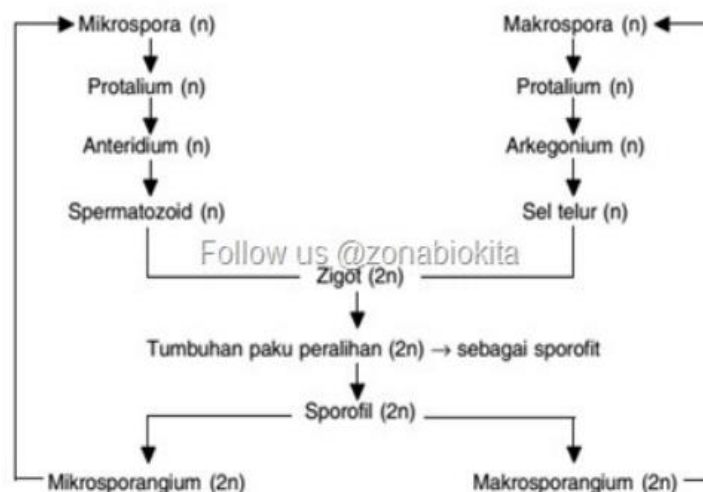 Mikrospora (n) Makrospora (n)
Protalium (n) Protalium (n)
Anteridium (n) Arkegonium (n)
Spermatozoid (n) Sel telur (n)
Follow us @zonabiokita
Zigot (2n)
Tumbuhan paku peralihan (2n) → sebagai sporofit
Sporofil (2n)
Mikrosporangium (2n) Makrosporangium (2n)